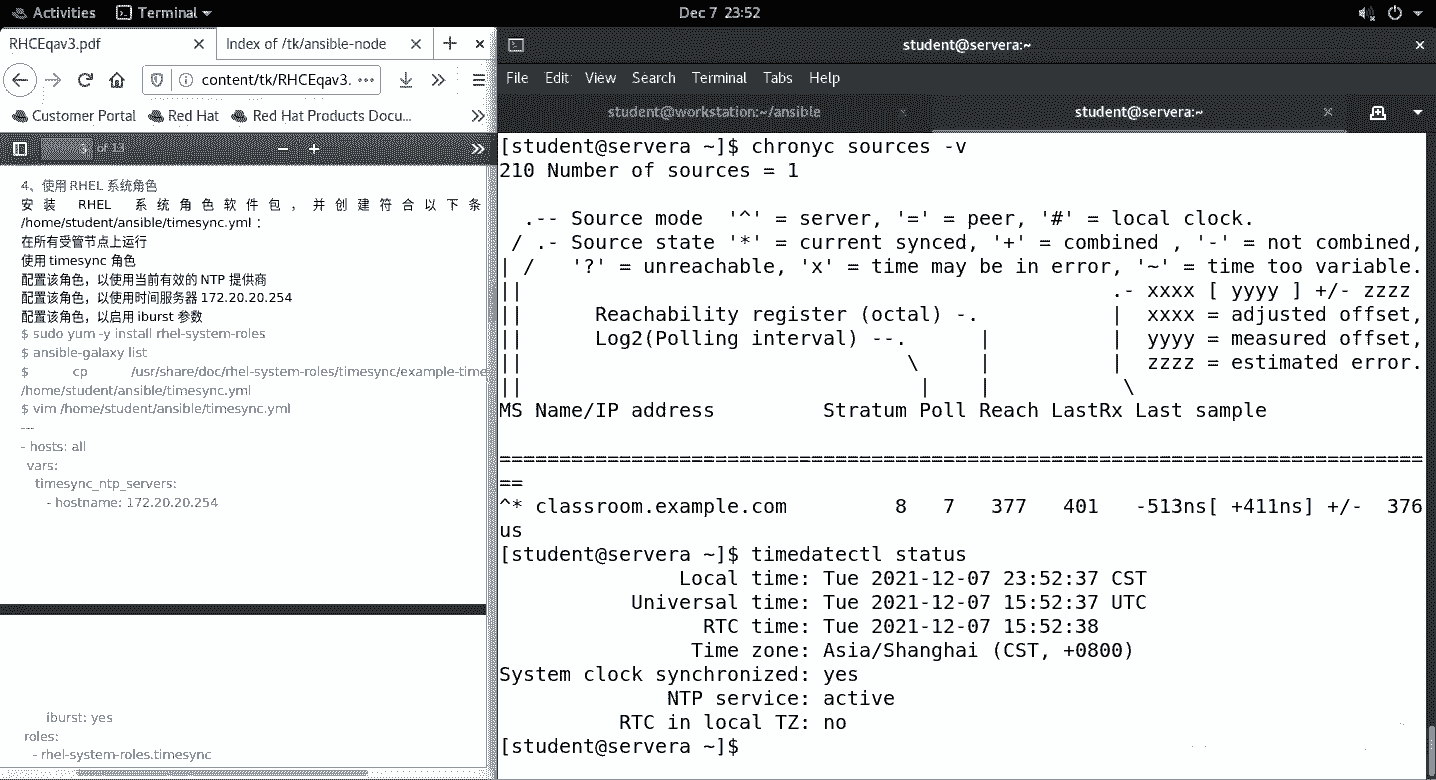 Activities Terminal Dec 7 23:52
RHCEqav3.pdf
Index of /tk/ansible-node
content/tk/RHCEqav3.
Customer Portal Red Hat Red Hat Products Docu...
of 13
4、使用 RHEL 系统角色
安装 RHEL 系统角色软件包，并创建符合以下条
/home/student/ansible/timesync.yml：
在所有受管节点上运行
使用 timesync 角色
配置该角色，以使用当前有效的 NTP 提供商
配置该角色，以使用时间服务器 172.20.20.254
配置该角色，以启用 iburst 参数
$ sudo yum -y install rhel-system-roles
$ ansible-galaxy list
$ cp /usr/share/doc/rhel-system-roles/timesync/example-time
/home/student/ansible/timesync.yml
$ vim /home/student/ansible/timesync.yml
---
- hosts: all
vars:
timesync_ntp_servers:
- hostname: 172.20.20.254
iburst: yes
roles:
- rhel-system-roles.timesync
student@servera:~
File Edit View Search Terminal Tabs Help
student@workstation:~/ansible
student@servera:~
[student@servera ~]$ chronyc sources -v
210 Number of sources = 1
.-- Source mode '^' = server, '=' = peer, '#' = local clock.
/ .- Source state '*' = current synced, '+' = combined , '-' = not combined,
| / '?' = unreachable, 'x' = time may be in error, '~' = time too variable.
|| .- xxxx [ yyyy ] +/- zzzz
|| Reachability register (octal) -. | xxxx = adjusted offset,
|| Log2(Polling interval) --. | | yyyy = measured offset,
|| \ | | zzzz = estimated error.
|| | | \
MS Name/IP address Stratum Poll Reach LastRx Last sample
=============================================================================
==
^* classroom.example.com 8 7 377 401 -513ns[ +411ns] +/- 376
us
[student@servera ~]$ timedatectl status
Local time: Tue 2021-12-07 23:52:37 CST
Universal time: Tue 2021-12-07 15:52:37 UTC
RTC time: Tue 2021-12-07 15:52:38
Time zone: Asia/Shanghai (CST, +0800)
System clock synchronized: yes
NTP service: active
RTC in local TZ: no
[student@servera ~]$